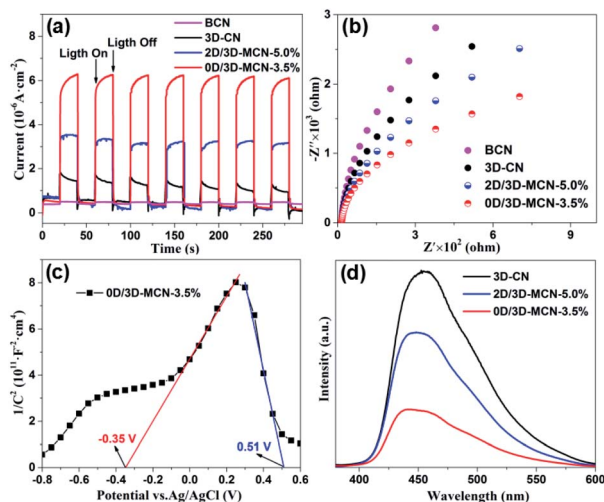 (a)
BCN
3D-CN
2D/3D-MCN-5.0%
0D/3D-MCN-3.5%
Ligth On
Ligth Off
Current (10⁻⁶A·cm⁻²)
8
6
4
2
0
0 50 100 150 200 250
Time (s)
(b)
-Z''×10³ (ohm)
-3
-2
-1
0
0 3 6 9
Z'×10² (ohm)
BCN
3D-CN
2D/3D-MCN-5.0%
0D/3D-MCN-3.5%
(c)
0D/3D-MCN-3.5%
1/C² (10¹¹·F⁻²·cm⁴)
8
6
4
2
0
-0.35 V
0.51 V
-0.8 -0.6 -0.4 -0.2 0.0 0.2 0.4 0.6
Potential vs.Ag/AgCl (V)
(d)
3D-CN
2D/3D-MCN-5.0%
0D/3D-MCN-3.5%
Intensity (a.u.)
400 450 500 550 600
Wavelength (nm)